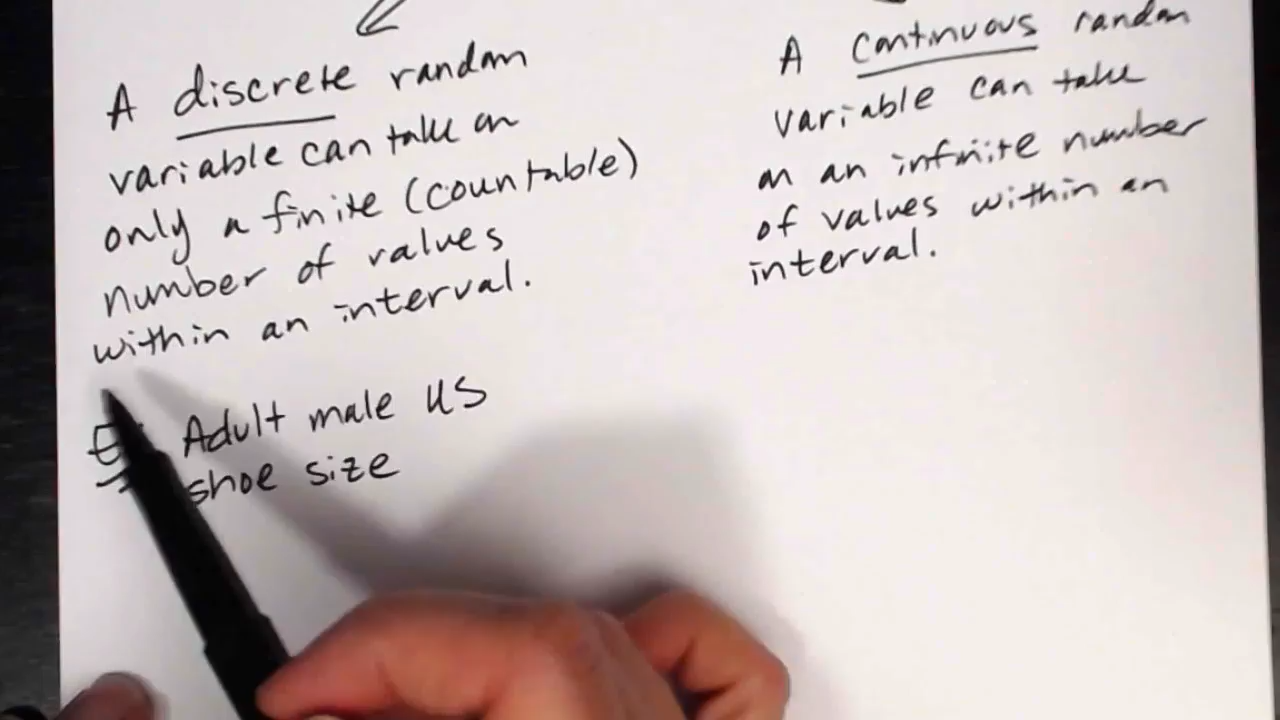 A discrete random
variable can take on
only a finite (countable)
number of values
within an interval.
Adult male US
shoe size
A continuous random
variable can take
on an infinite number
of values within an
interval.